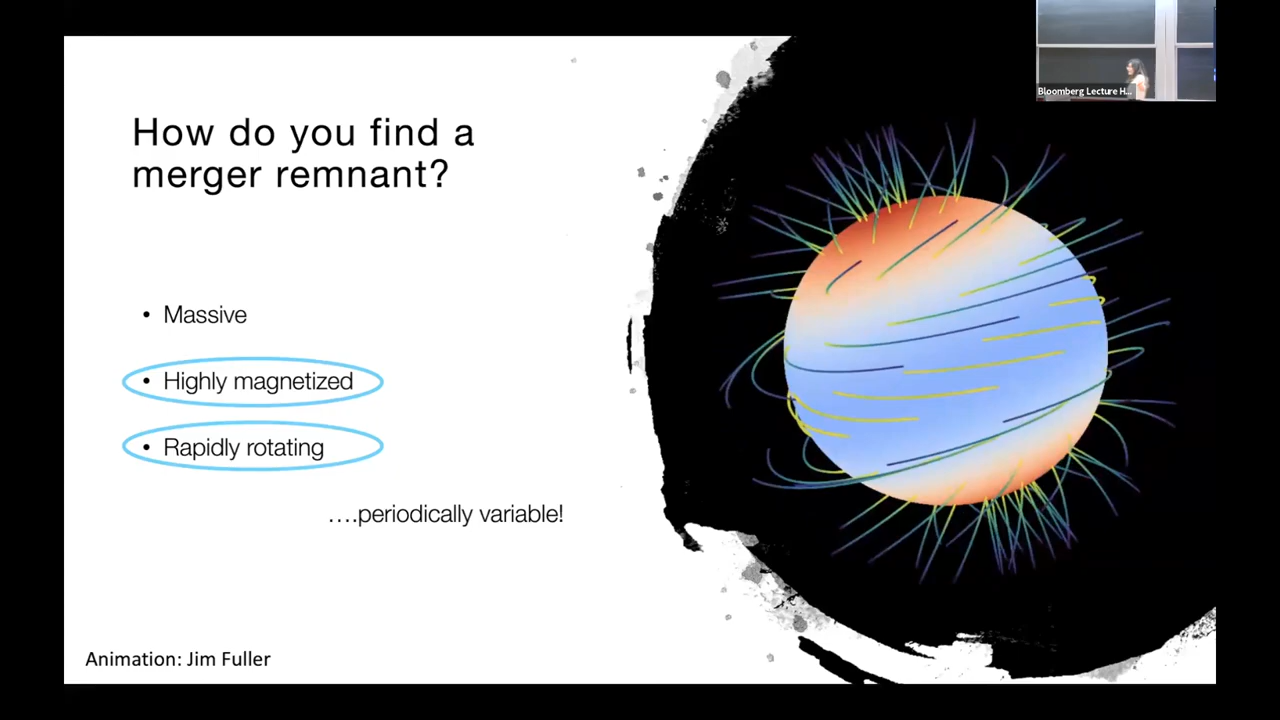 Bloomberg Lecture H...
How do you find a
merger remnant?
• Massive
• Highly magnetized
• Rapidly rotating
....periodically variable!
Animation: Jim Fuller